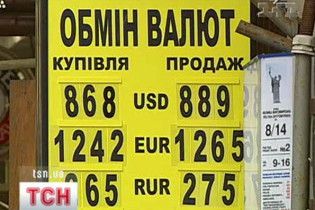 ОБМІН ВАЛЮТ
КУПІВЛЯ ПРОДАЖ
868 USD 889
1242 EUR 1265
265 RUR 275
8/14
№2
9-16
tsn.ua
ТСН